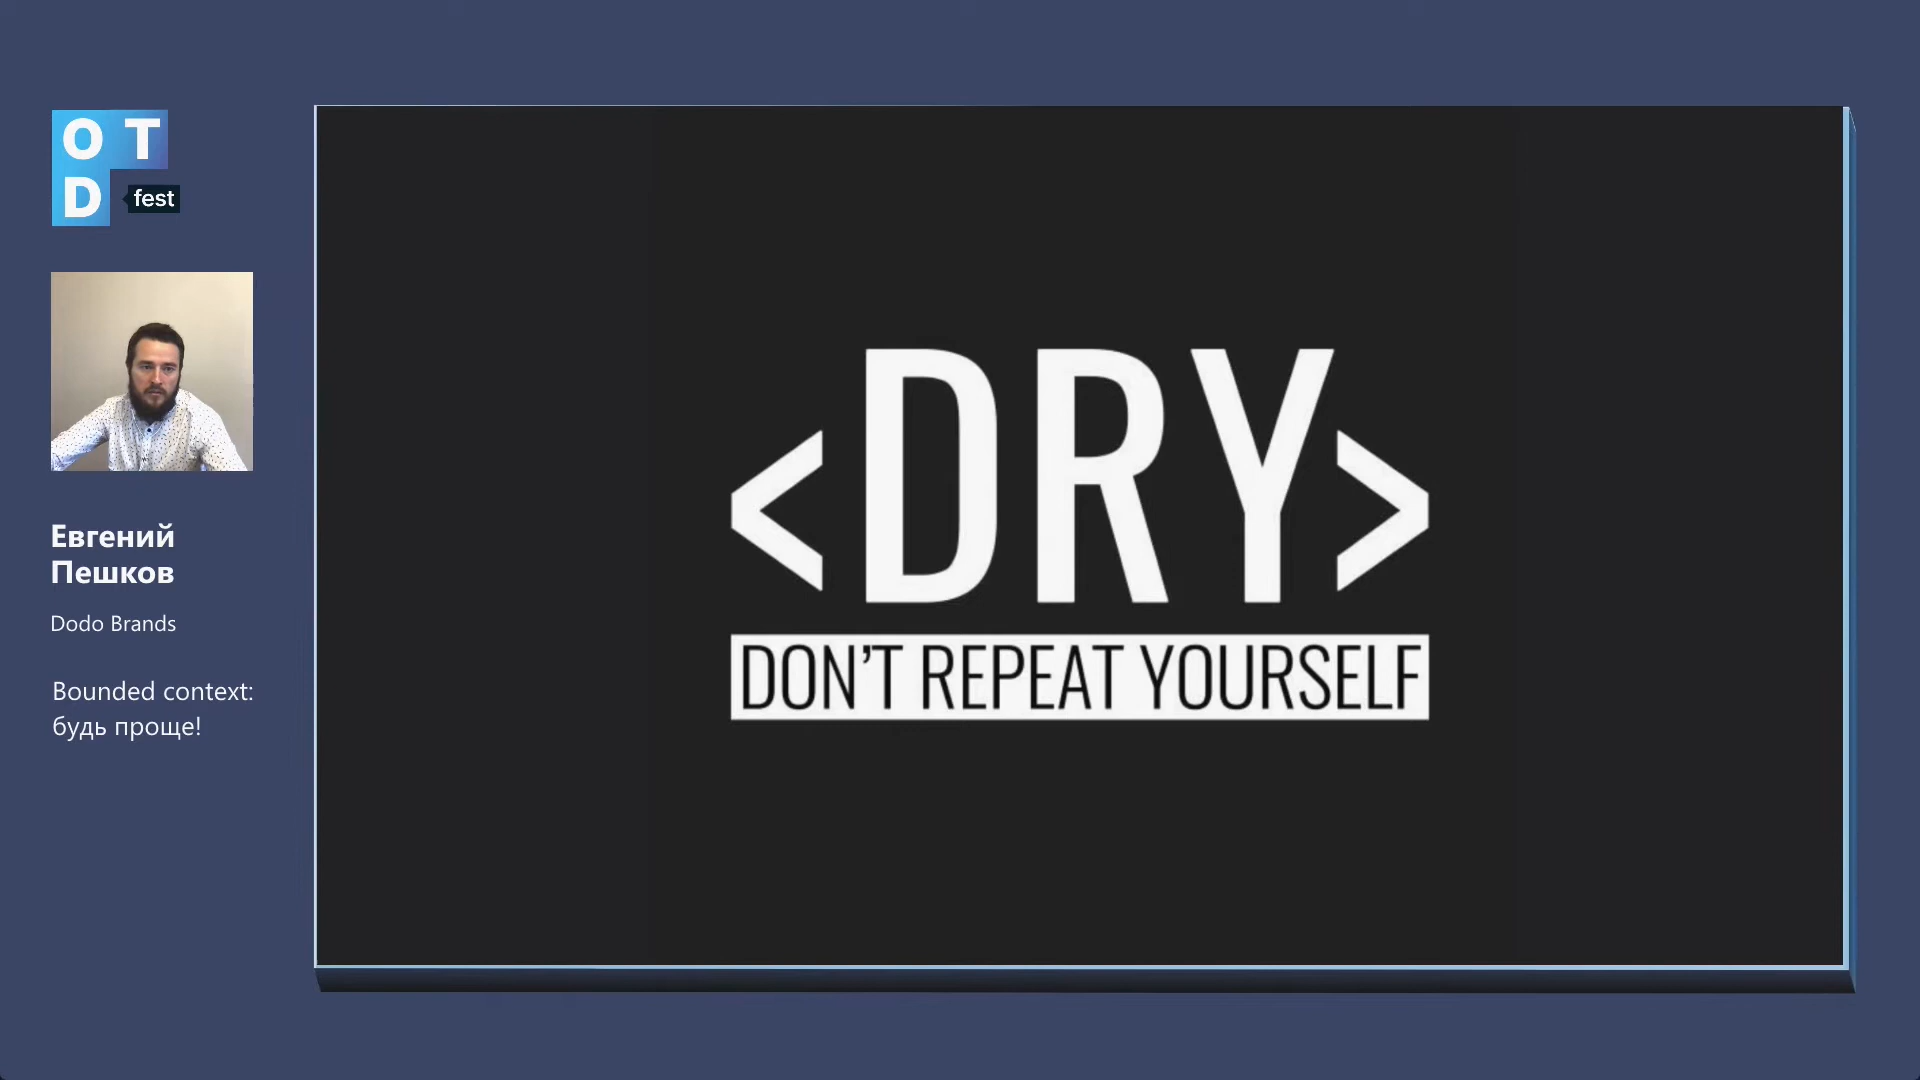 O T
D fest
Евгений
Пешков
Dodo Brands
Bounded context:
будь проще!
<DRY>
DON'T REPEAT YOURSELF